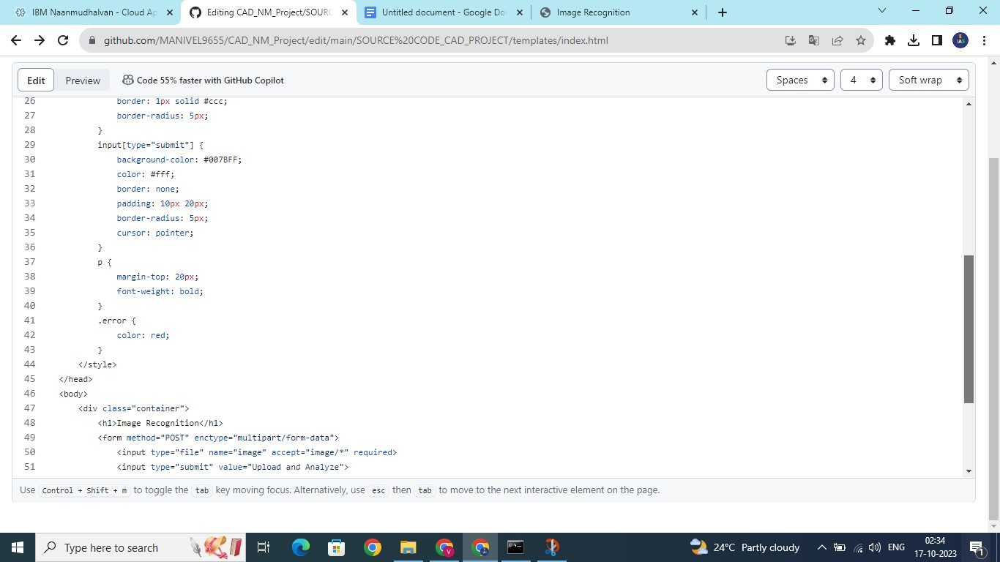 IBM Naanmudhalvan - Cloud Ap
Editing CAD_NM_Project/SOURC
Untitled document - Google Do
Image Recognition
github.com/MANIVEL9655/CAD_NM_Project/edit/main/SOURCE%20CODE_CAD_PROJECT/templates/index.html
Edit Preview Code 55% faster with GitHub Copilot Spaces 4 Soft wrap
26 border: 1px solid #ccc;
27 border-radius: 5px;
28 }
29 input[type="submit"] {
30 background-color: #007BFF;
31 color: #fff;
32 border: none;
33 padding: 10px 20px;
34 border-radius: 5px;
35 cursor: pointer;
36 }
37 p {
38 margin-top: 20px;
39 font-weight: bold;
40 }
41 .error {
42 color: red;
43 }
44 </style>
45 </head>
46 <body>
47 <div class="container">
48 <h1>Image Recognition</h1>
49 <form method="POST" enctype="multipart/form-data">
50 <input type="file" name="image" accept="image/*" required>
51 <input type="submit" value="Upload and Analyze">
Use Control + Shift + m to toggle the tab key moving focus. Alternatively, use esc then tab to move to the next interactive element on the page.
Type here to search
24°C Partly cloudy
ENG
02:34
17-10-2023
1